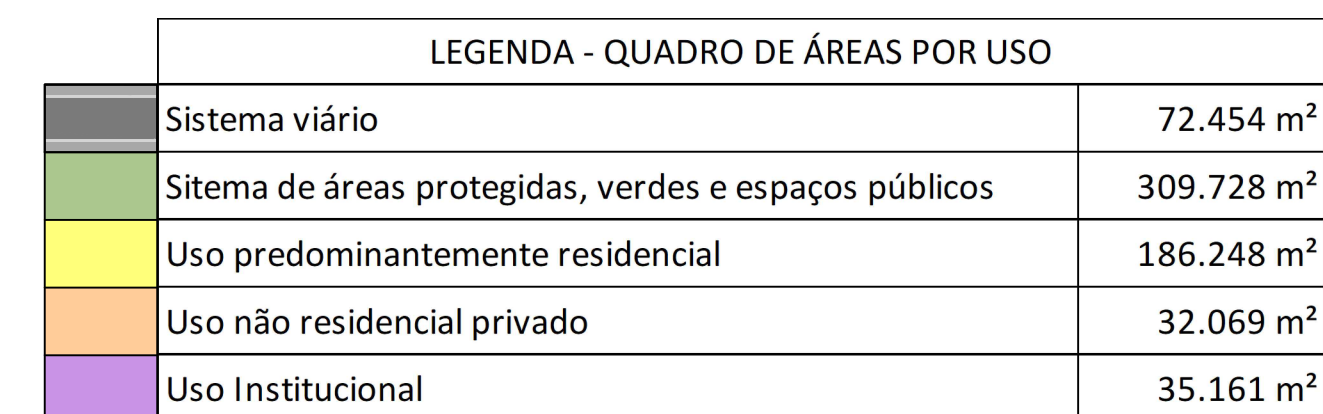 LEGENDA - QUADRO DE ÁREAS POR USO
Sistema viário 72.454 m²
Sitema de áreas protegidas, verdes e espaços públicos 309.728 m²
Uso predominantemente residencial 186.248 m²
Uso não residencial privado 32.069 m²
Uso Institucional 35.161 m²